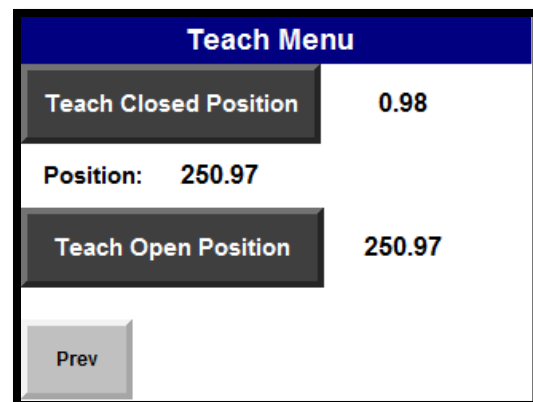 Teach Menu
Teach Closed Position 0.98
Position: 250.97
Teach Open Position 250.97
Prev